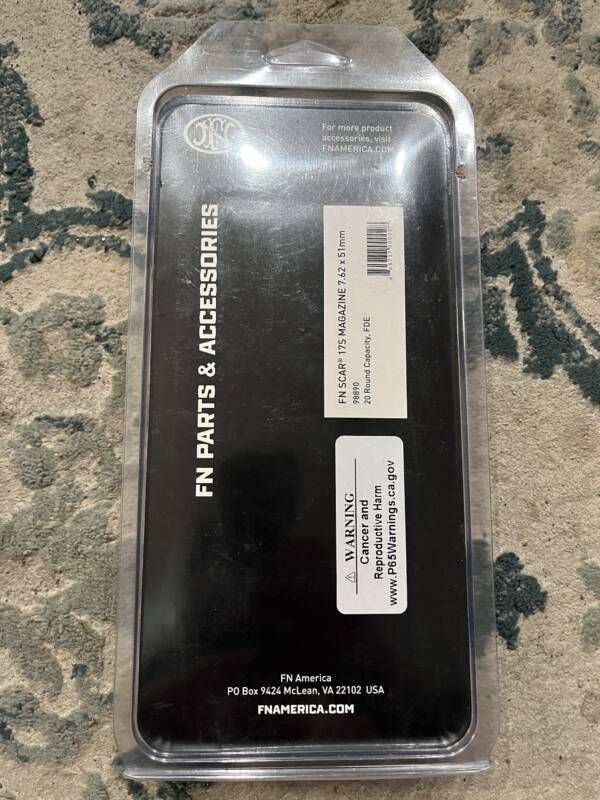 FN
For more product
accessories, visit
FNAMERICA.COM
FN PARTS & ACCESSORIES
FN SCAR® 17S MAGAZINE 7.62 x 51mm
98890
20 Round Capacity, FDE
⚠ WARNING
Cancer and
Reproductive Harm
www.P65Warnings.ca.gov
FN America
PO Box 9424 McLean, VA 22102 USA
FNAMERICA.COM